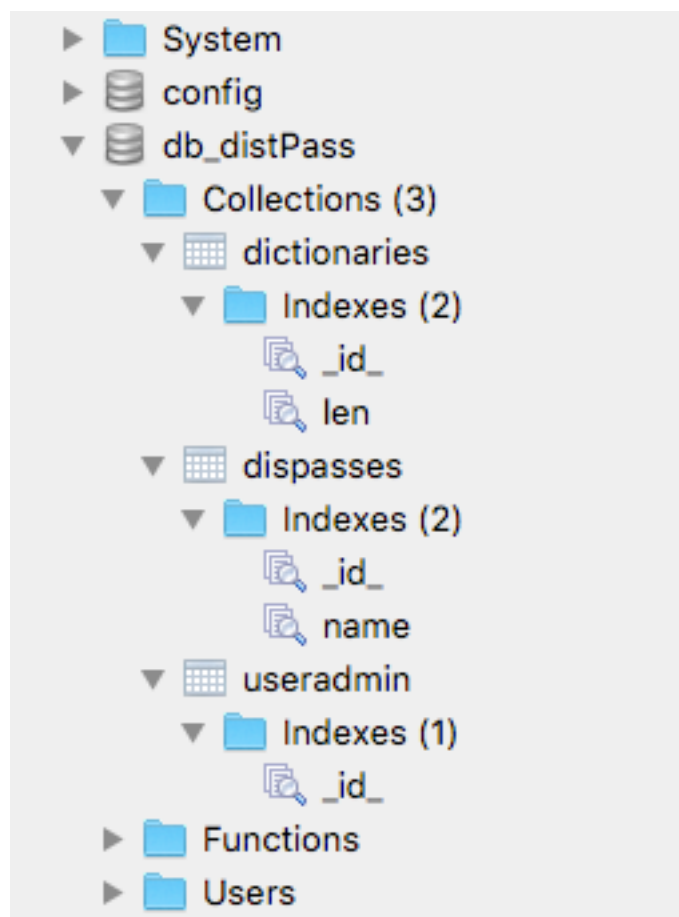 System
config
db_distPass
Collections (3)
dictionaries
Indexes (2)
_id_
len
dispasses
Indexes (2)
_id_
name
useradmin
Indexes (1)
_id_
Functions
Users